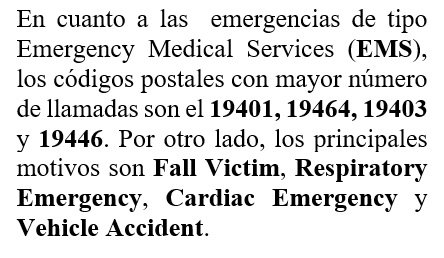 En cuanto a las emergencias de tipo
Emergency Medical Services (EMS),
los códigos postales con mayor número
de llamadas son el 19401, 19464, 19403
y 19446. Por otro lado, los principales
motivos son Fall Victim, Respiratory
Emergency, Cardiac Emergency y
Vehicle Accident.